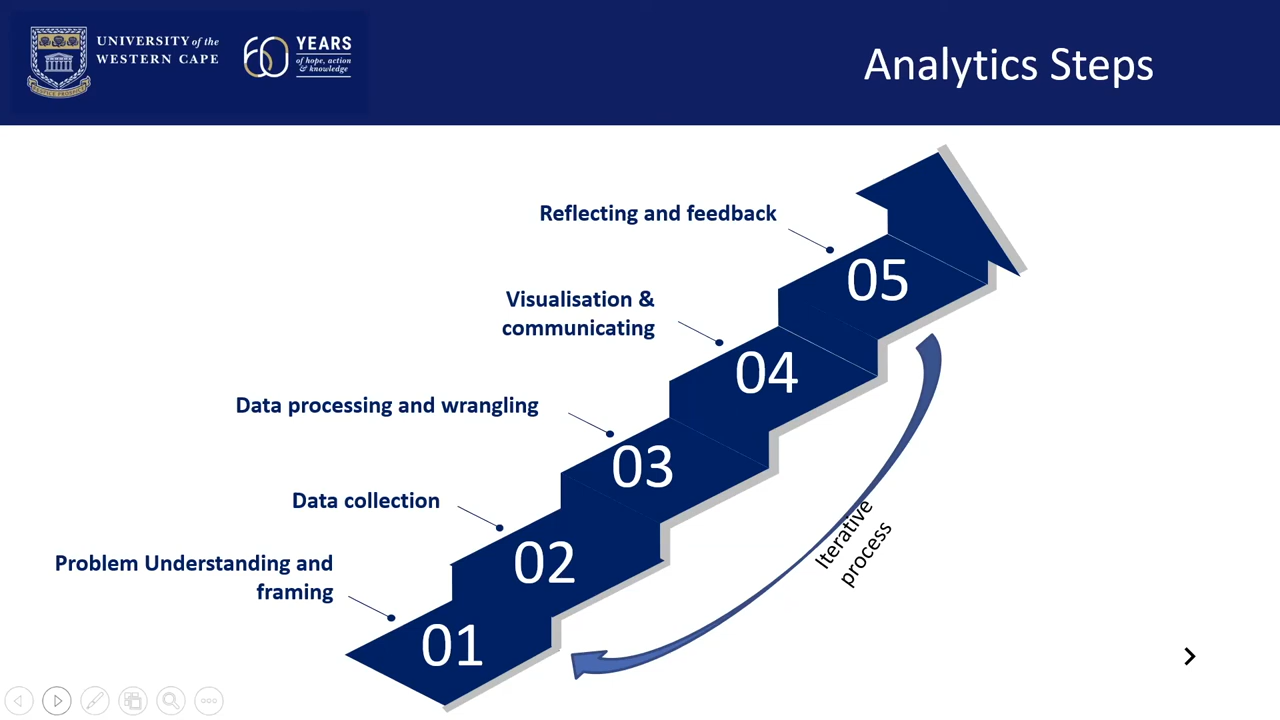 UNIVERSITY of the
WESTERN CAPE
60 YEARS
of hope, action
& knowledge
Analytics Steps
Reflecting and feedback
05
Visualisation &
communicating
04
Data processing and wrangling
03
Data collection
02
Problem Understanding and
framing
01
Iterative
process